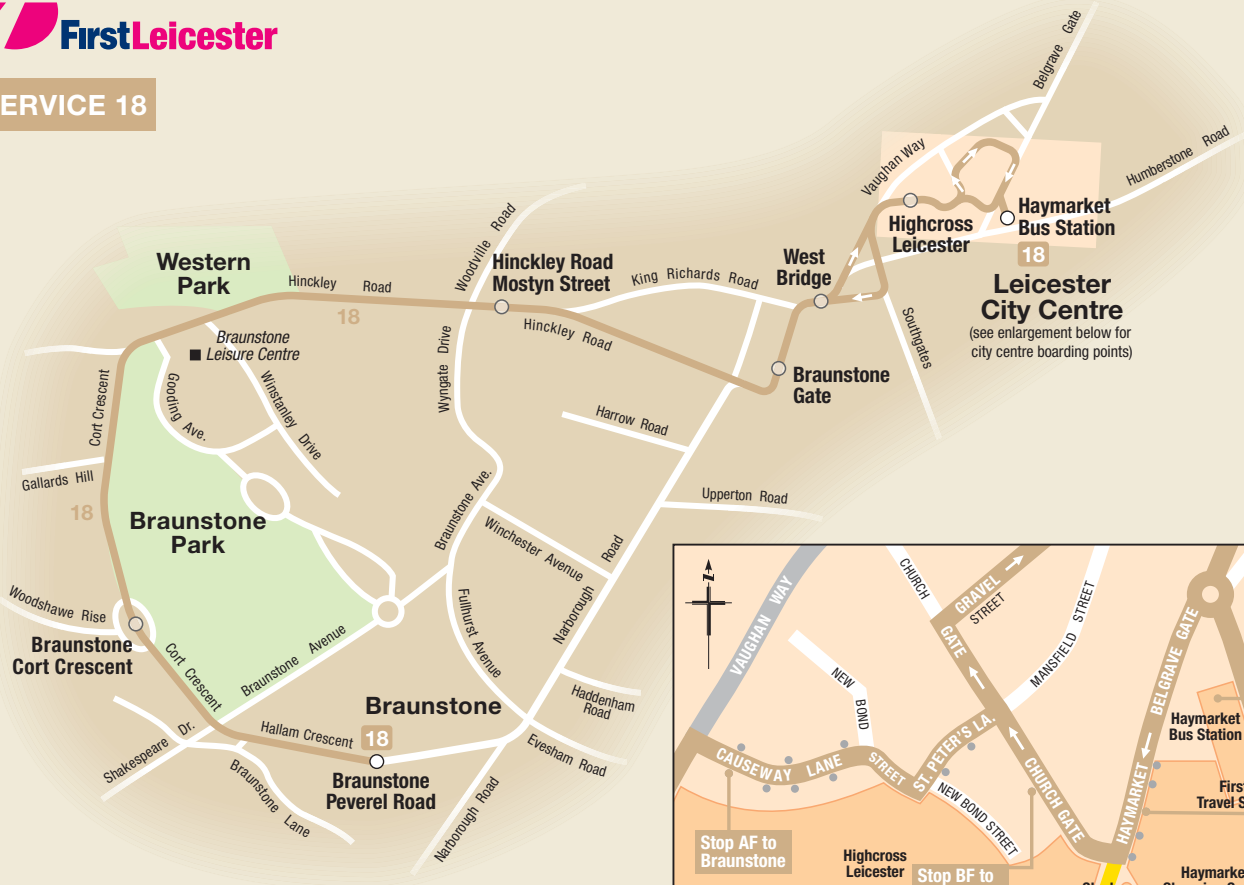 FirstLeicester
ERVICE 18
Belgrave Gate
Vaughan Way
Humberstone Road
Haymarket
Bus Station
18
Highcross
Leicester
Leicester
City Centre
(see enlargement below for
city centre boarding points)
West
Bridge
Southgates
King Richards Road
Woodville Road
Hinckley Road
Mostyn Street
Western
Park
Hinckley Road
18
Hinckley Road
Braunstone
Leisure Centre
Wyngate Drive
Braunstone
Gate
Cort Crescent
Gooding Ave.
Winstanley Drive
Harrow Road
Gallards Hill
18
Braunstone
Park
Braunstone Ave.
Upperton Road
Winchester Avenue
Narborough Road
Woodshawe Rise
Braunstone
Cort Crescent
Cort Crescent
Braunstone Avenue
Fullhurst Avenue
Braunstone
Haddenham
Road
Shakespeare Dr.
Hallam Crescent
18
Evesham Road
Braunstone Lane
Braunstone
Peverel Road
Narborough Road
N
VAUGHAN WAY
CHURCH
GATE
GRAVEL
STREET
MANSFIELD STREET
BELGRAVE GATE
NEW
BOND
STREET
Haymarket
Bus Station
CAUSEWAY LANE
ST. PETER'S LA.
CHURCH GATE
HAYMARKET
NEW BOND STREET
First
Travel S
Stop AF to
Braunstone
Highcross
Leicester
Stop BF to
Haymarke